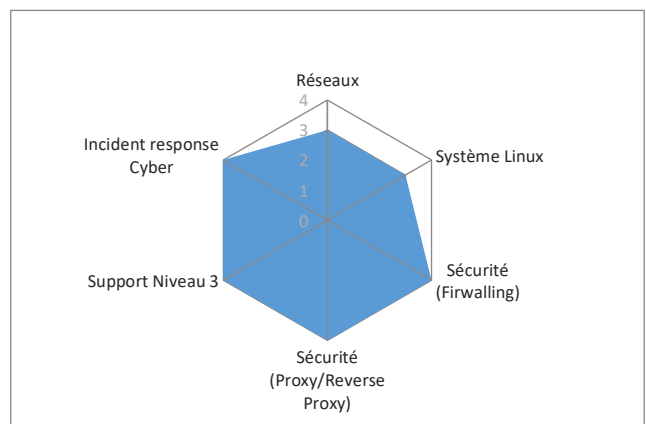 Réseaux
4
3
2
1
0
Système Linux
Sécurité
(Firwalling)
Sécurité
(Proxy/Reverse
Proxy)
Support Niveau 3
Incident response
Cyber